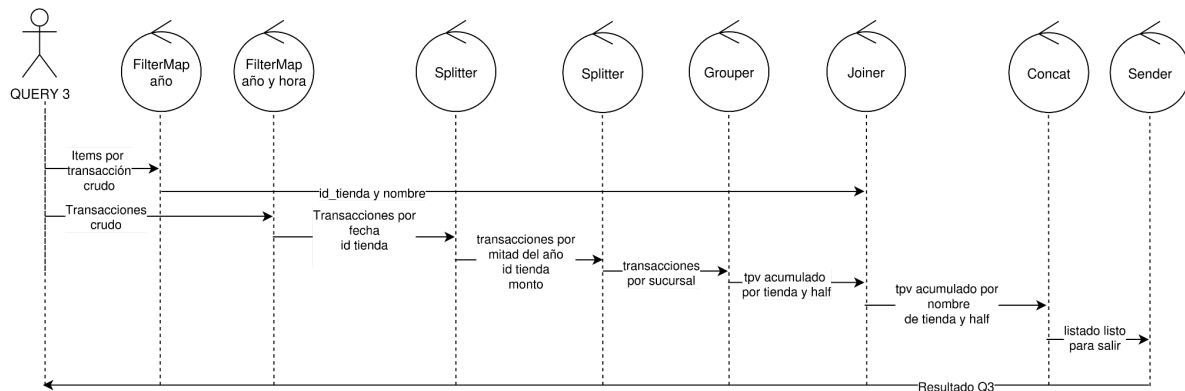 QUERY 3
FilterMap
año
FilterMap
año y hora
Splitter
Splitter
Grouper
Joiner
Concat
Sender
Items por
transacción
crudo
id_tienda y nombre
Transacciones
crudo
Transacciones por
fecha
id tienda
transacciones por
mitad del año
id tienda
monto
transacciones
por sucursal
tpv acumulado
por tienda y half
tpv acumulado por
nombre
de tienda y half
listado listo
para salir
Resultado Q3